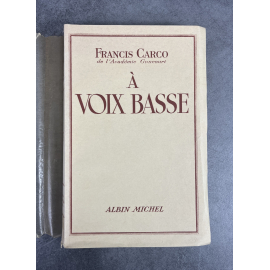 FRANCIS CARCO
de l'Académie Goncourt
À
VOIX BASSE
ALBIN MICHEL